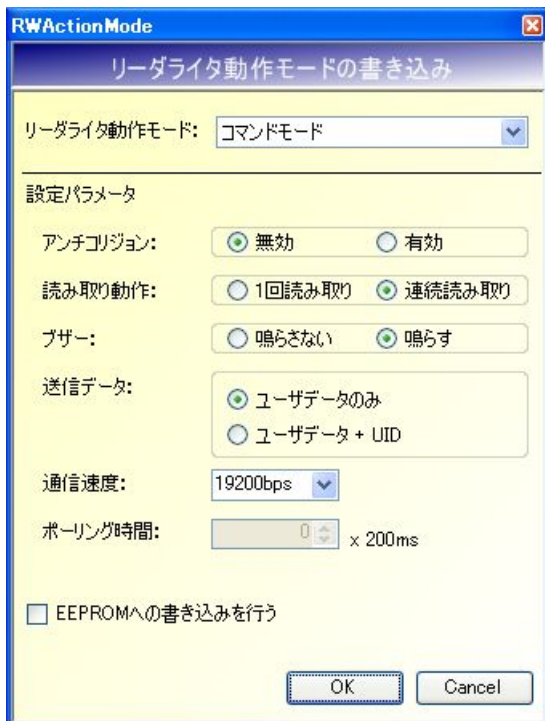 RWActionMode
リーダライタ動作モードの書き込み
リーダライタ動作モード: コマンドモード
設定パラメータ
アンチコリジョン: 無効 有効
読み取り動作: 1回読み取り 連続読み取り
ブザー: 鳴らさない 鳴らす
送信データ: ユーザデータのみ
ユーザデータ + UID
通信速度: 19200bps
ポーリング時間: 0 x 200ms
EEPROMへの書き込みを行う
OK Cancel